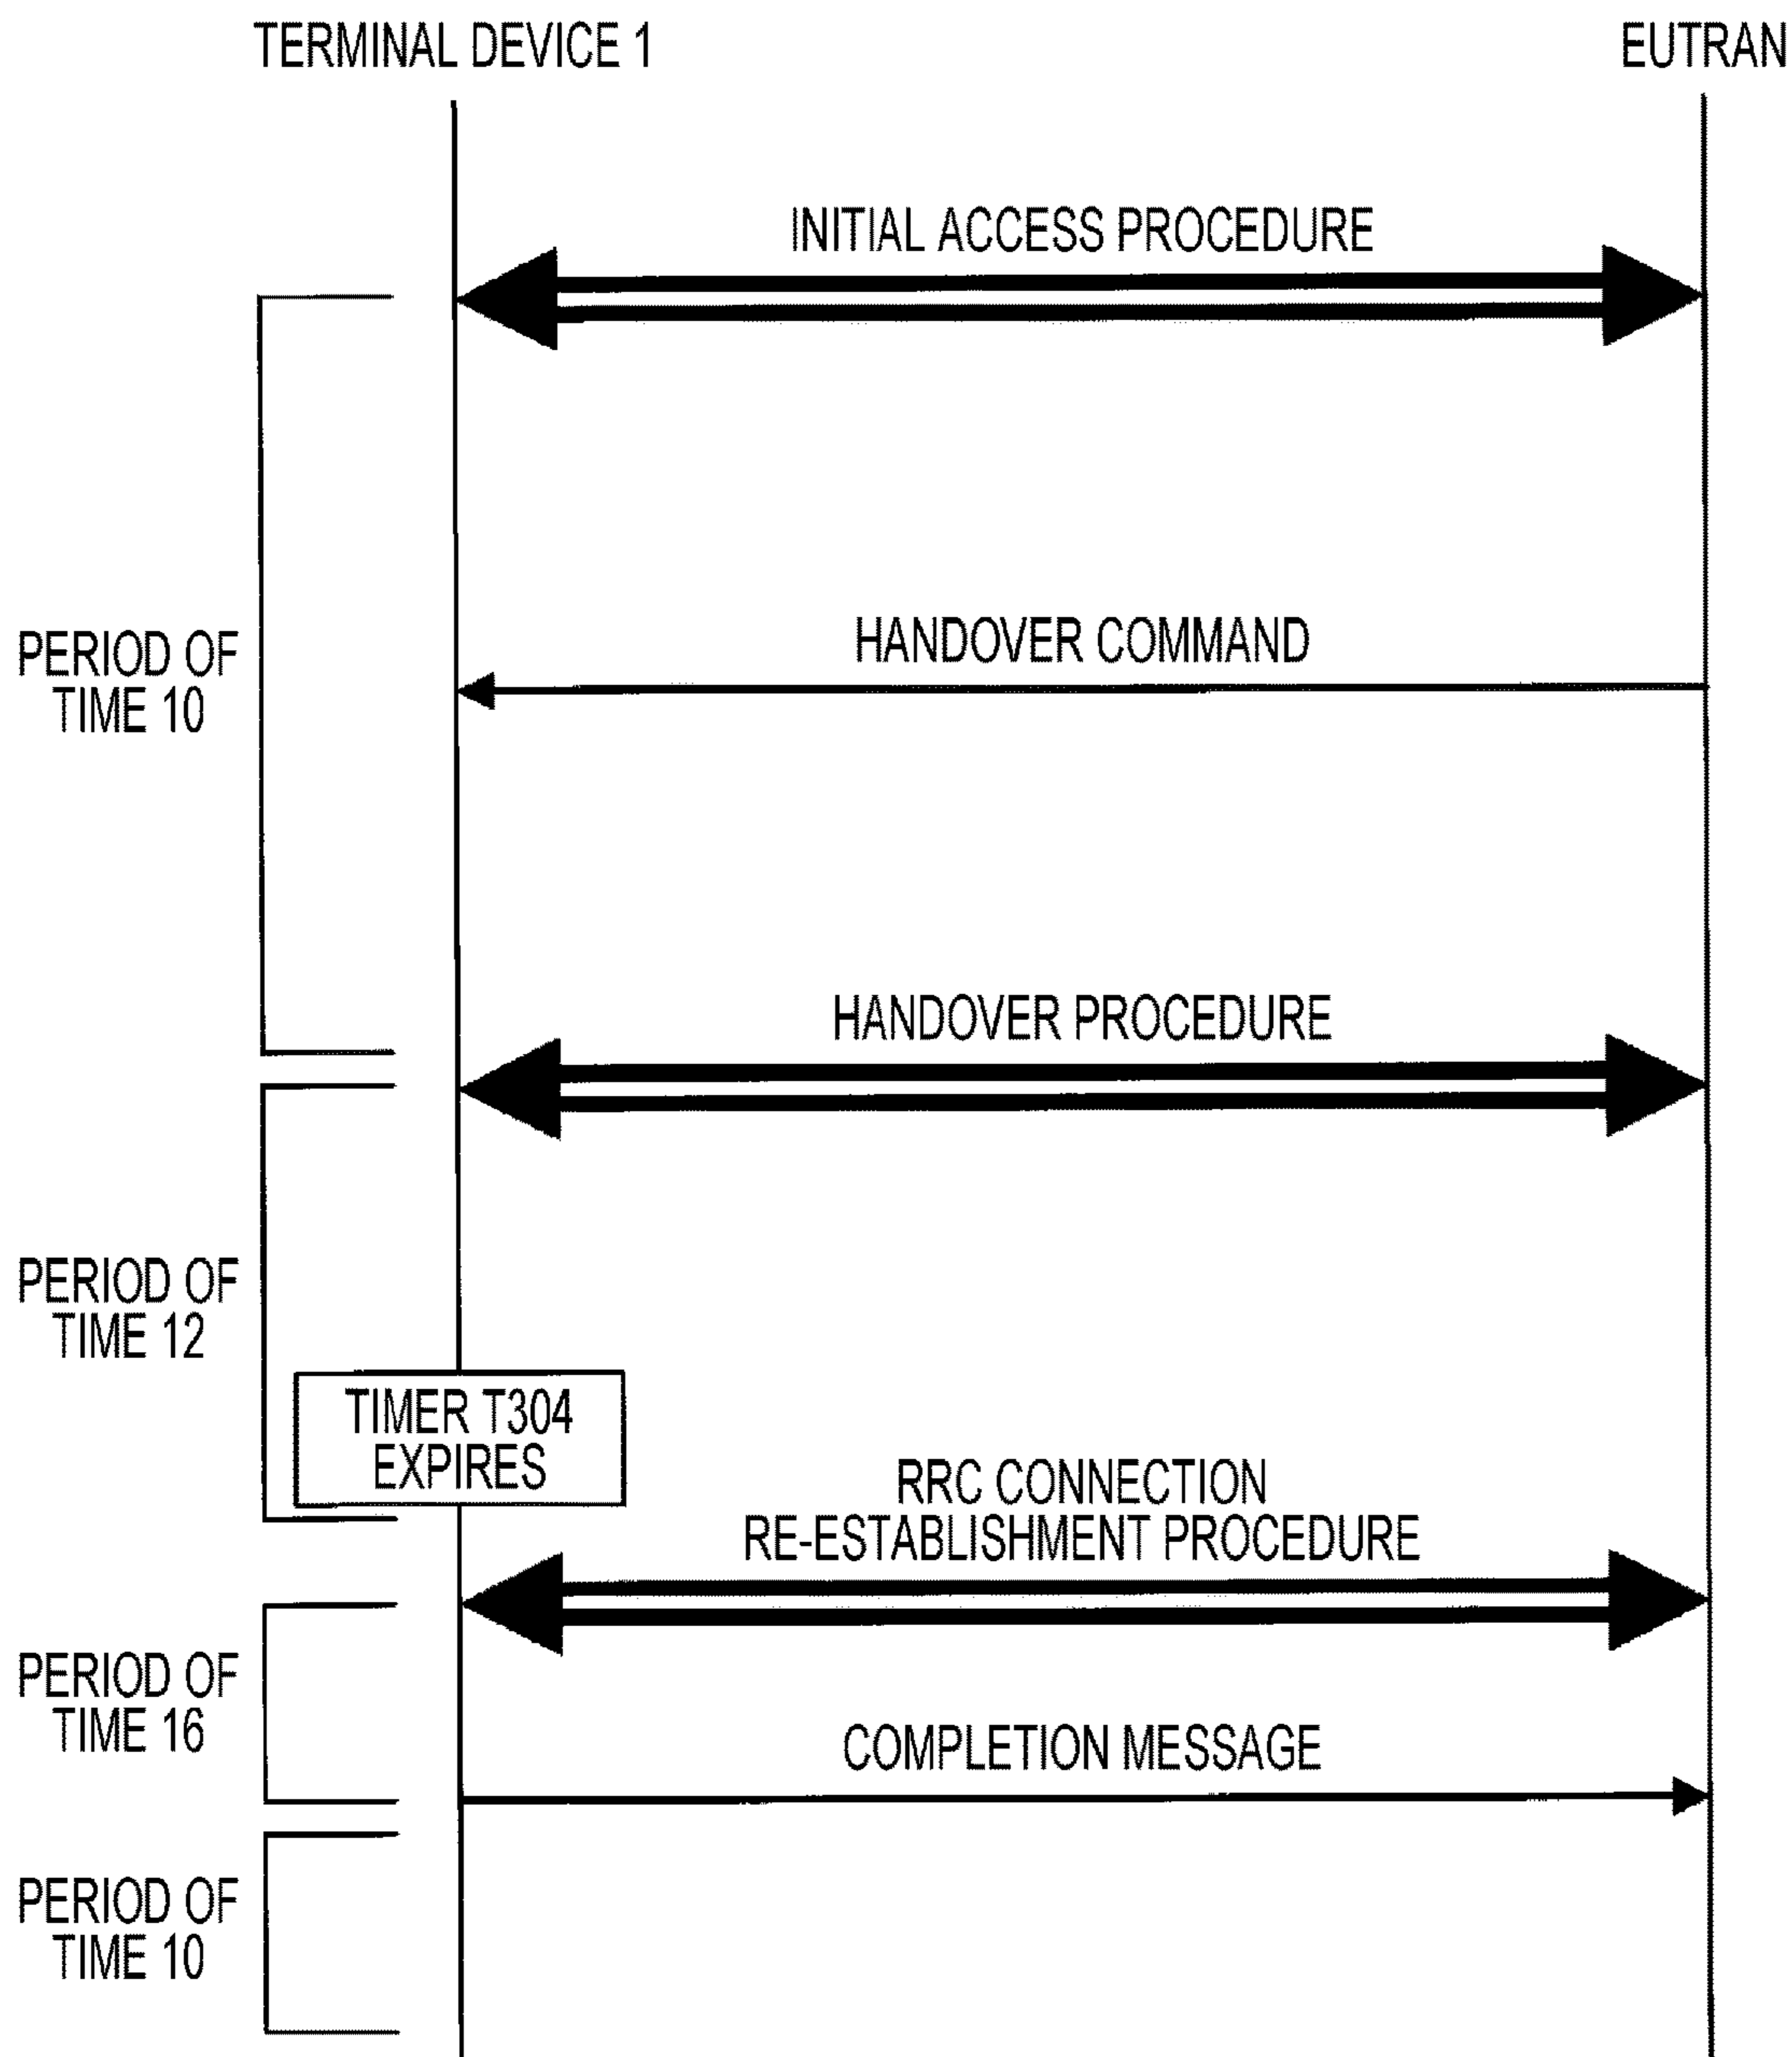 TERMINAL DEVICE 1
EUTRAN
INITIAL ACCESS PROCEDURE
HANDOVER COMMAND
PERIOD OF
TIME 10
HANDOVER PROCEDURE
PERIOD OF
TIME 12
TIMER T304
EXPIRES
RRC CONNECTION
RE-ESTABLISHMENT PROCEDURE
PERIOD OF
TIME 16
COMPLETION MESSAGE
PERIOD OF
TIME 10